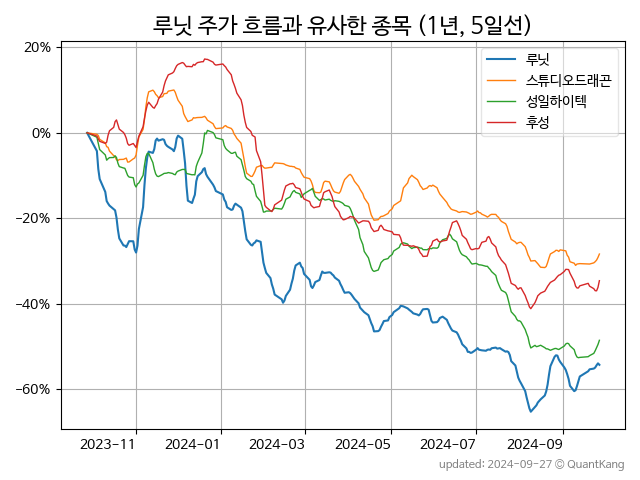 루닛 주가 흐름과 유사한 종목 (1년, 5일선)
루닛
스튜디오드래곤
성일하이텍
후성
20%
0%
−20%
−40%
−60%
2023-11
2024-01
2024-03
2024-05
2024-07
2024-09
updated: 2024-09-27 © QuantKang